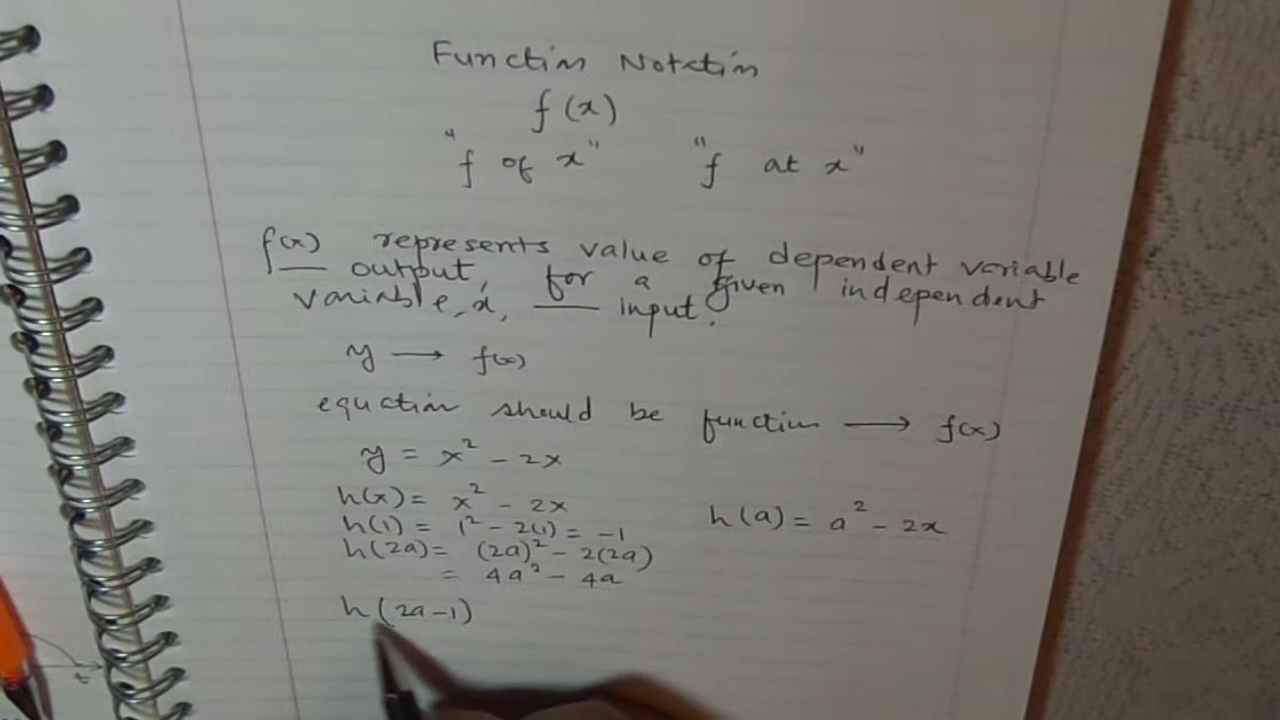 Function Notation
f(x)
"f of x" "f at x"
f(x) represents value of dependent variable
— output, for a given independent
variable, x, — input.
y → f(x)
equation should be function → f(x)
y = x² - 2x
h(x) = x² - 2x
h(a) = a² - 2x
h(1) = 1² - 2(1) = -1
h(2a) = (2a)² - 2(2a)
= 4a² - 4a
h(2a-1)
t